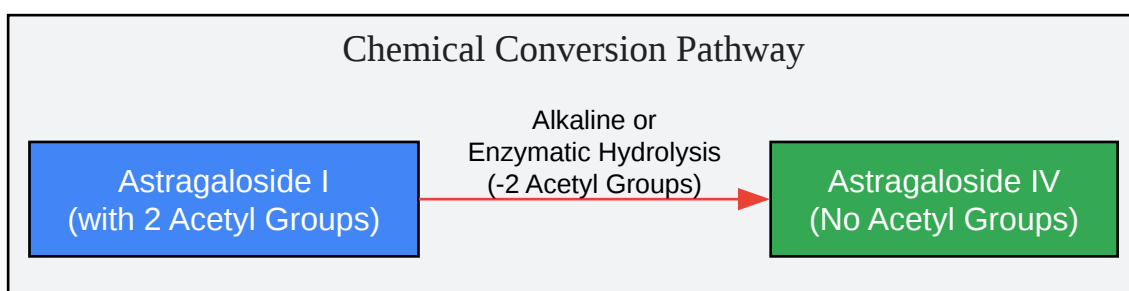 Chemical Conversion Pathway
Alkaline or
Enzymatic Hydrolysis
(-2 Acetyl Groups)
Astragaloside I
(with 2 Acetyl Groups)
Astragaloside IV
(No Acetyl Groups)